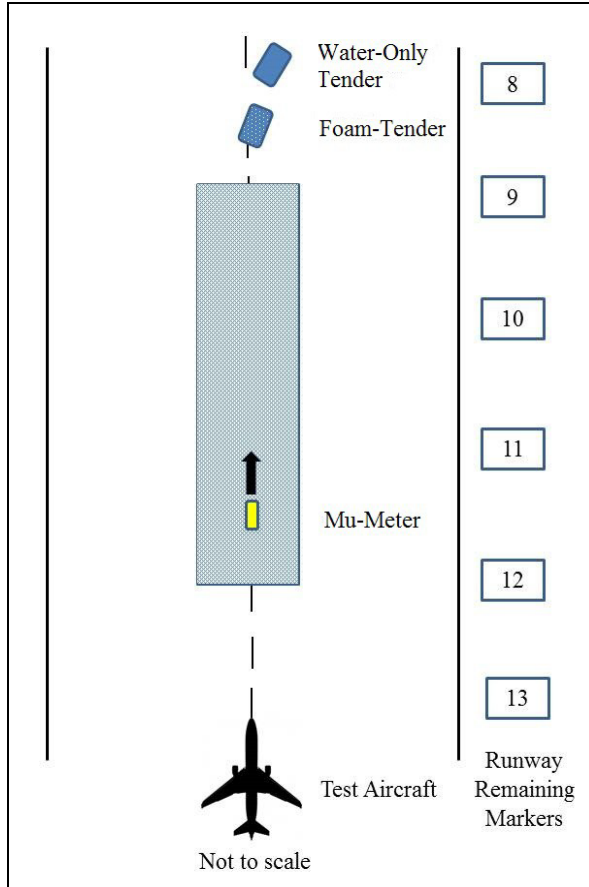 Water-Only
Tender
8
Foam-Tender
9
10
11
Mu-Meter
12
13
Test Aircraft
Runway
Remaining
Markers
Not to scale